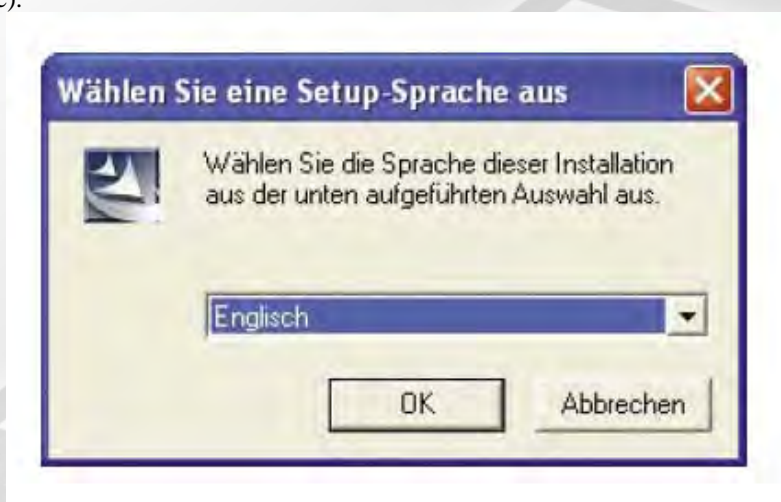 c).
Wählen Sie eine Setup-Sprache aus
Wählen Sie die Sprache dieser Installation
aus der unten aufgeführten Auswahl aus.
Englisch
OK
Abbrechen